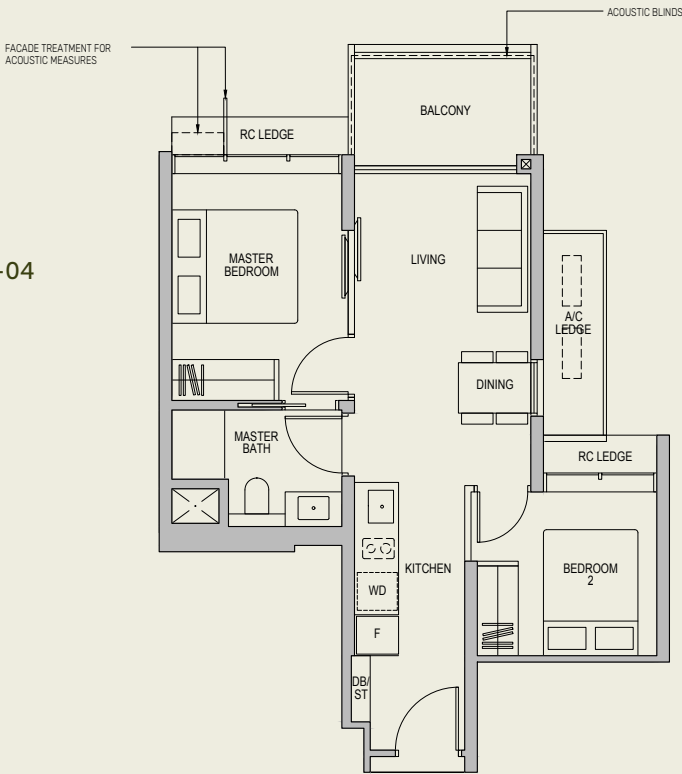 ACOUSTIC BLINDS
FACADE TREATMENT FOR
ACOUSTIC MEASURES
BALCONY
RC LEDGE
MASTER
BEDROOM
LIVING
-04
A/C
LEDGE
DINING
MASTER
BATH
RC LEDGE
KITCHEN
BEDROOM
2
WD
F
DB/
ST